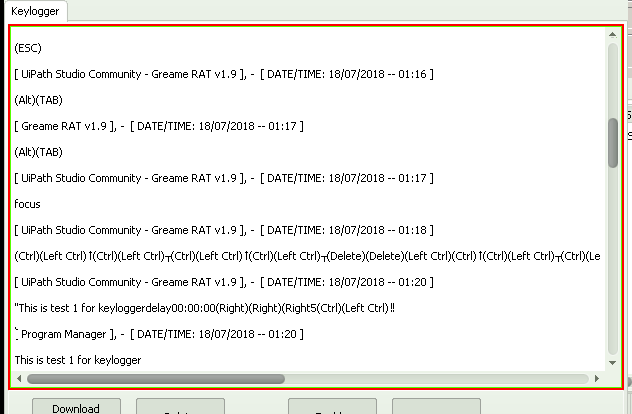 Keylogger
(ESC)
[ UiPath Studio Community - Greame RAT v1.9 ], - [ DATE/TIME: 18/07/2018 -- 01:16 ]
(Alt)(TAB)
[ Greame RAT v1.9 ], - [ DATE/TIME: 18/07/2018 -- 01:17 ]
(Alt)(TAB)
[ UiPath Studio Community - Greame RAT v1.9 ], - [ DATE/TIME: 18/07/2018 -- 01:17 ]
focus
[ UiPath Studio Community - Greame RAT v1.9 ], - [ DATE/TIME: 18/07/2018 -- 01:18 ]
(Ctrl)(Left Ctrl)↑(Ctrl)(Left Ctrl)┬(Ctrl)(Left Ctrl)↑(Ctrl)(Left Ctrl)┬(Delete)(Delete)(Left Ctrl)(Ctrl)↑(Ctrl)(Left Ctrl)┬(Ctrl)(Le
[ UiPath Studio Community - Greame RAT v1.9 ], - [ DATE/TIME: 18/07/2018 -- 01:20 ]
"This is test 1 for keyloggerdelay00:00:00(Right)(Right)(Right5(Ctrl)(Left Ctrl)‼
Program Manager ], - [ DATE/TIME: 18/07/2018 -- 01:20 ]
This is test 1 for keylogger
Download